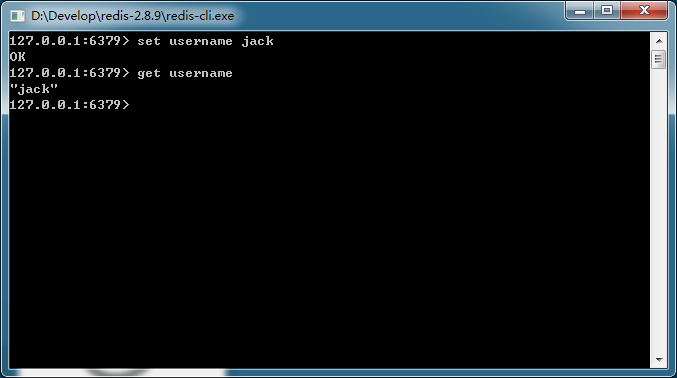 D:\Develop\redis-2.8.9\redis-cli.exe
127.0.0.1:6379> set username jack
OK
127.0.0.1:6379> get username
"jack"
127.0.0.1:6379>